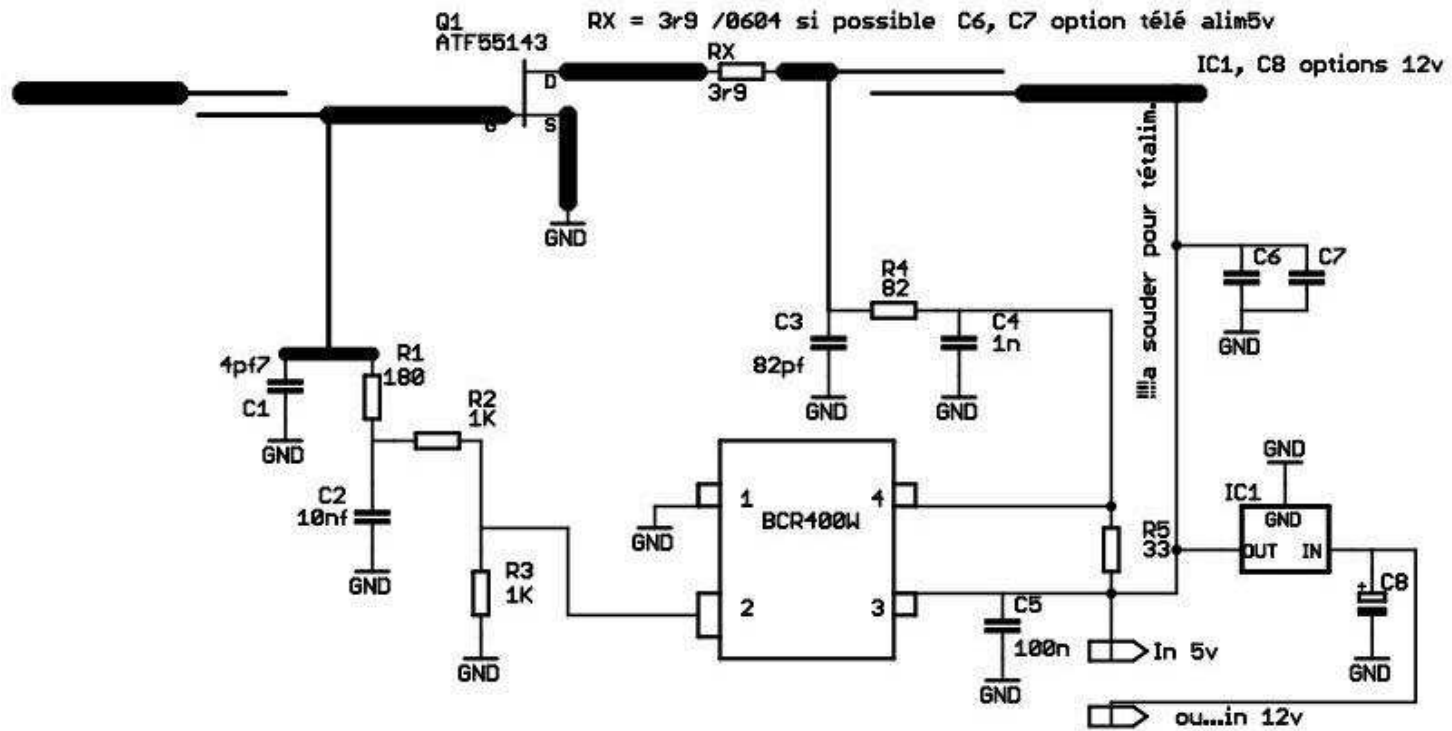 Q1
ATF55143
RX = 3r9 /0604 si possible C6, C7 option télé alim5v
RX
3r9
IC1, C8 options 12v
D
G
S
GND
a souder pour tétalim.
C6
C7
GND
R4
82
C3
82pf
GND
C4
1n
GND
4pf7
C1
GND
R1
180
R2
1K
C2
10nf
GND
R3
1K
GND
1
4
BCR400W
2
3
GND
R5
33
GND
IC1
GND
OUT
IN
C8
+
GND
C5
100n
GND
In 5v
ou...in 12v